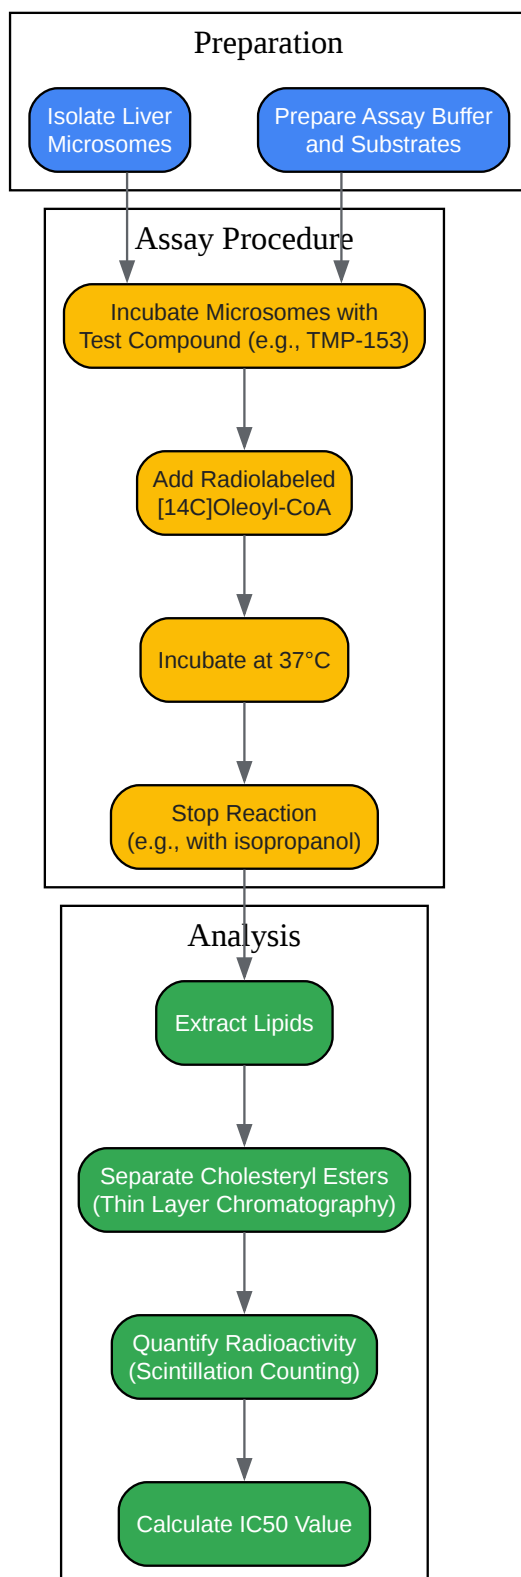 Preparation
Isolate Liver
Microsomes
Prepare Assay Buffer
and Substrates
Assay Procedure
Incubate Microsomes with
Test Compound (e.g., TMP-153)
Add Radiolabeled
[14C]Oleoyl-CoA
Incubate at 37°C
Stop Reaction
(e.g., with isopropanol)
Analysis
Extract Lipids
Separate Cholesteryl Esters
(Thin Layer Chromatography)
Quantify Radioactivity
(Scintillation Counting)
Calculate IC50 Value